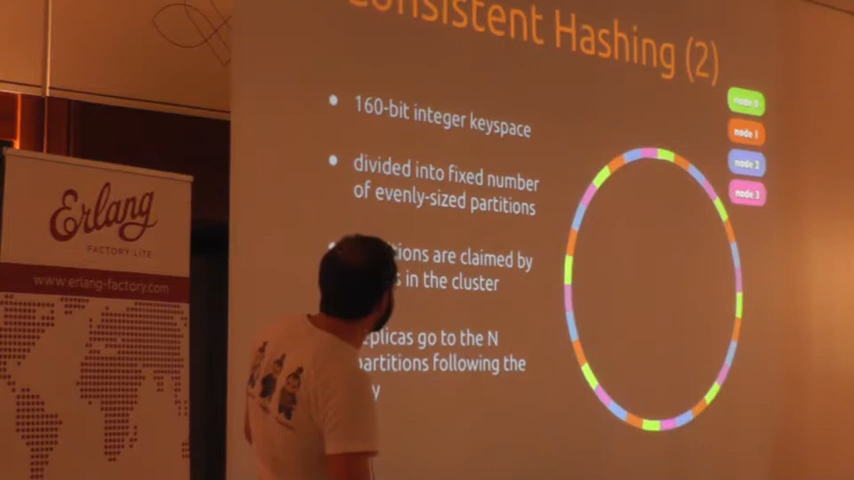 Consistent Hashing (2)
160-bit integer keyspace
divided into fixed number
of evenly-sized partitions
tions are claimed by
s in the cluster
eplicas go to the N
partitions following the
y
node 0
node 1
node 2
node 3
Erlang
FACTORY LITE
www.erlang-factory.com